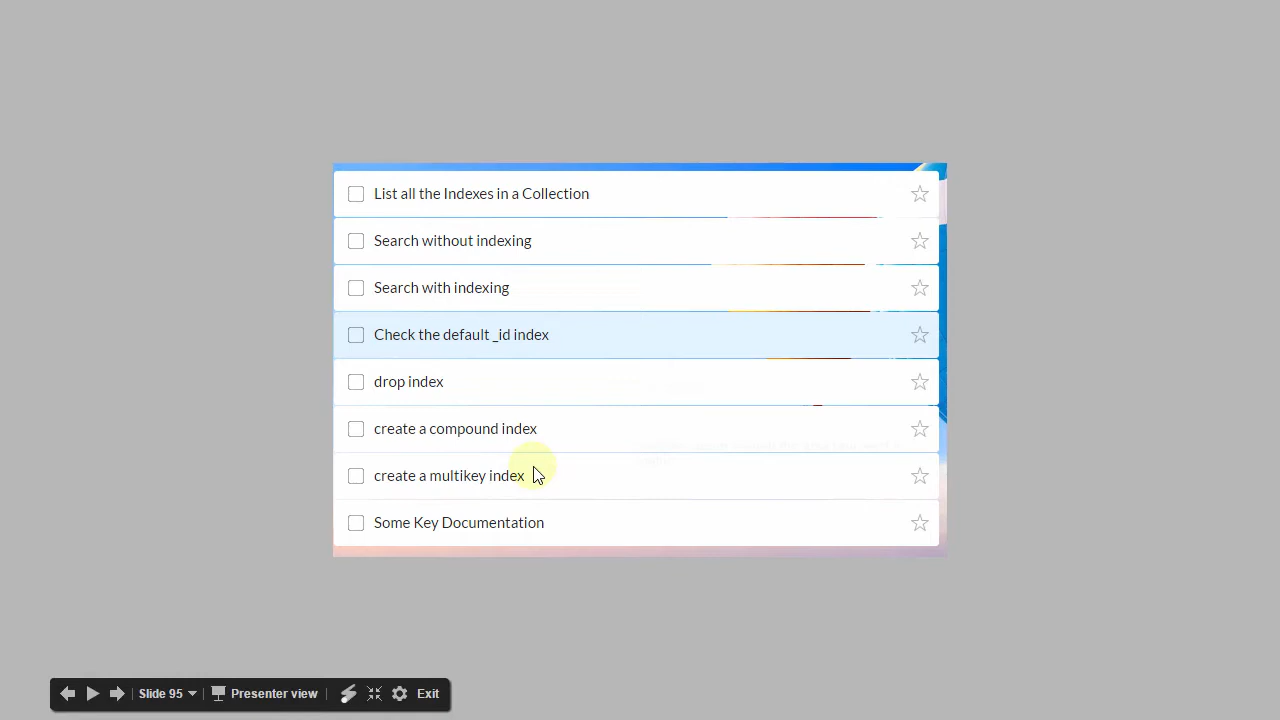 List all the Indexes in a Collection
Search without indexing
Search with indexing
Check the default _id index
drop index
create a compound index
create a multikey index
Some Key Documentation
Slide 95
Presenter view
Exit